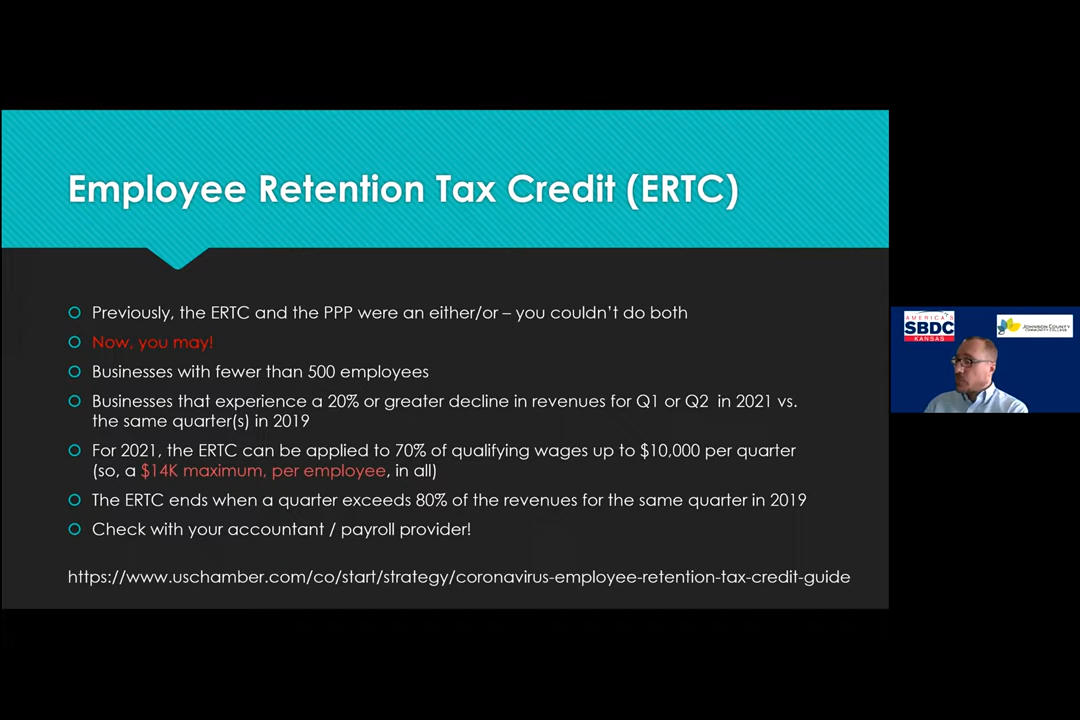 Employee Retention Tax Credit (ERTC)
Previously, the ERTC and the PPP were an either/or – you couldn't do both
Now, you may!
Businesses with fewer than 500 employees
Businesses that experience a 20% or greater decline in revenues for Q1 or Q2 in 2021 vs.
the same quarter(s) in 2019
For 2021, the ERTC can be applied to 70% of qualifying wages up to $10,000 per quarter
(so, a $14K maximum, per employee, in all)
The ERTC ends when a quarter exceeds 80% of the revenues for the same quarter in 2019
Check with your accountant / payroll provider!
https://www.uschamber.com/co/start/strategy/coronavirus-employee-retention-tax-credit-guide
AMERICA'S
SBDC
KANSAS
JOHNSON COUNTY
COMMUNITY COLLEGE